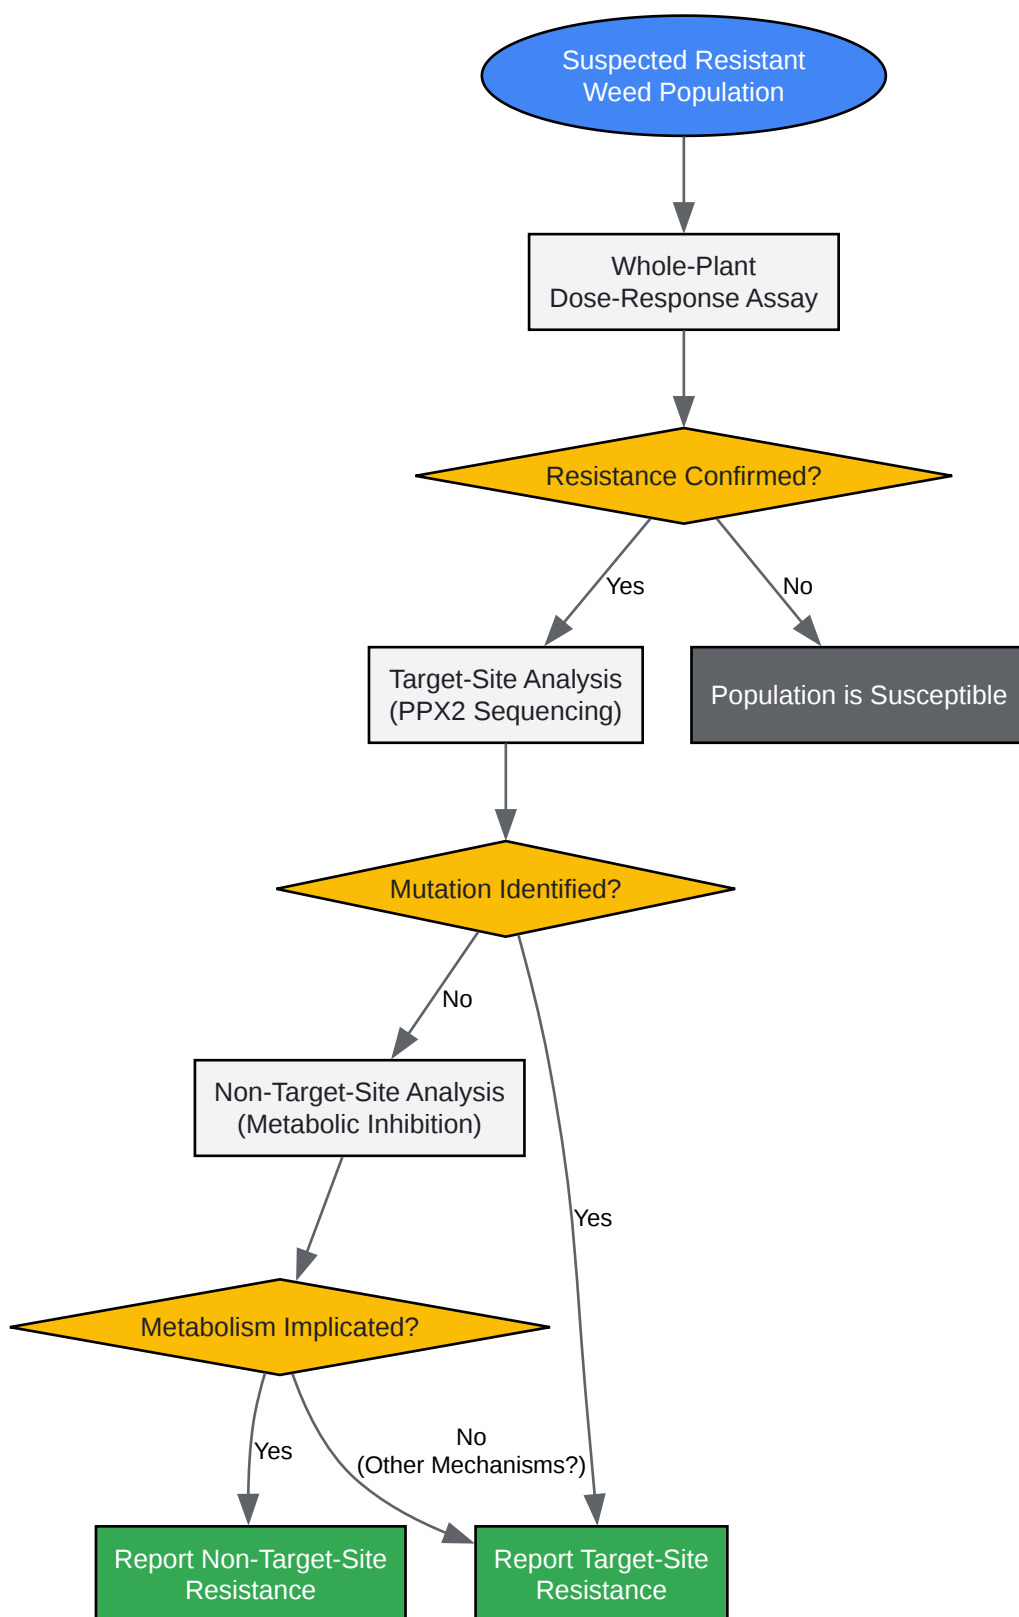 Suspected Resistant
Weed Population
Whole-Plant
Dose-Response Assay
Resistance Confirmed?
Yes
No
Target-Site Analysis
(PPX2 Sequencing)
Population is Susceptible
Mutation Identified?
No
Non-Target-Site Analysis
(Metabolic Inhibition)
Yes
Metabolism Implicated?
Yes
No
(Other Mechanisms?)
Report Non-Target-Site
Resistance
Report Target-Site
Resistance